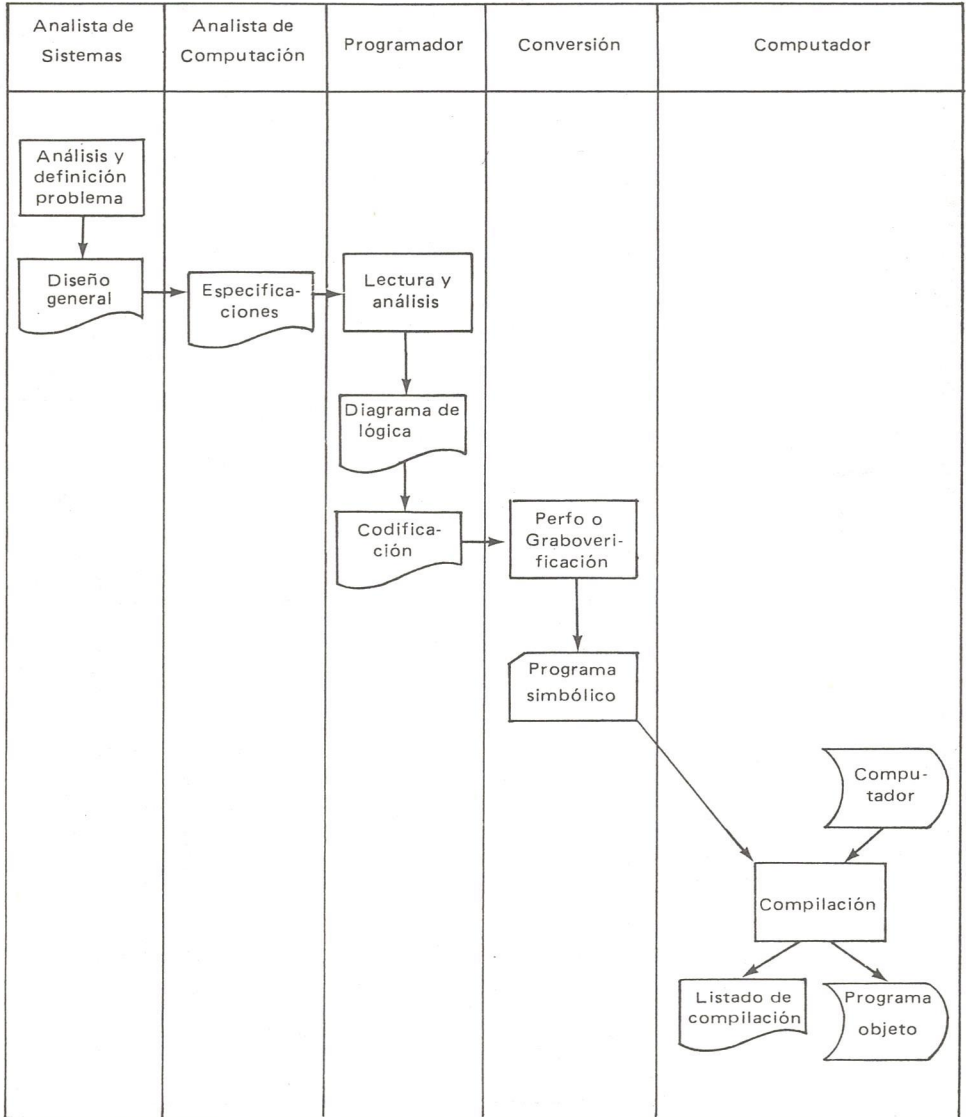 Analista de
Sistemas
Analista de
Computación
Programador
Conversión
Computador
Análisis y
definición
problema
Diseño
general
Especifica-
ciones
Lectura y
análisis
Diagrama de
lógica
Codifica-
ción
Perfo o
Graboveri-
ficación
Programa
simbólico
Compu-
tador
Compilación
Listado de
compilación
Programa
objeto